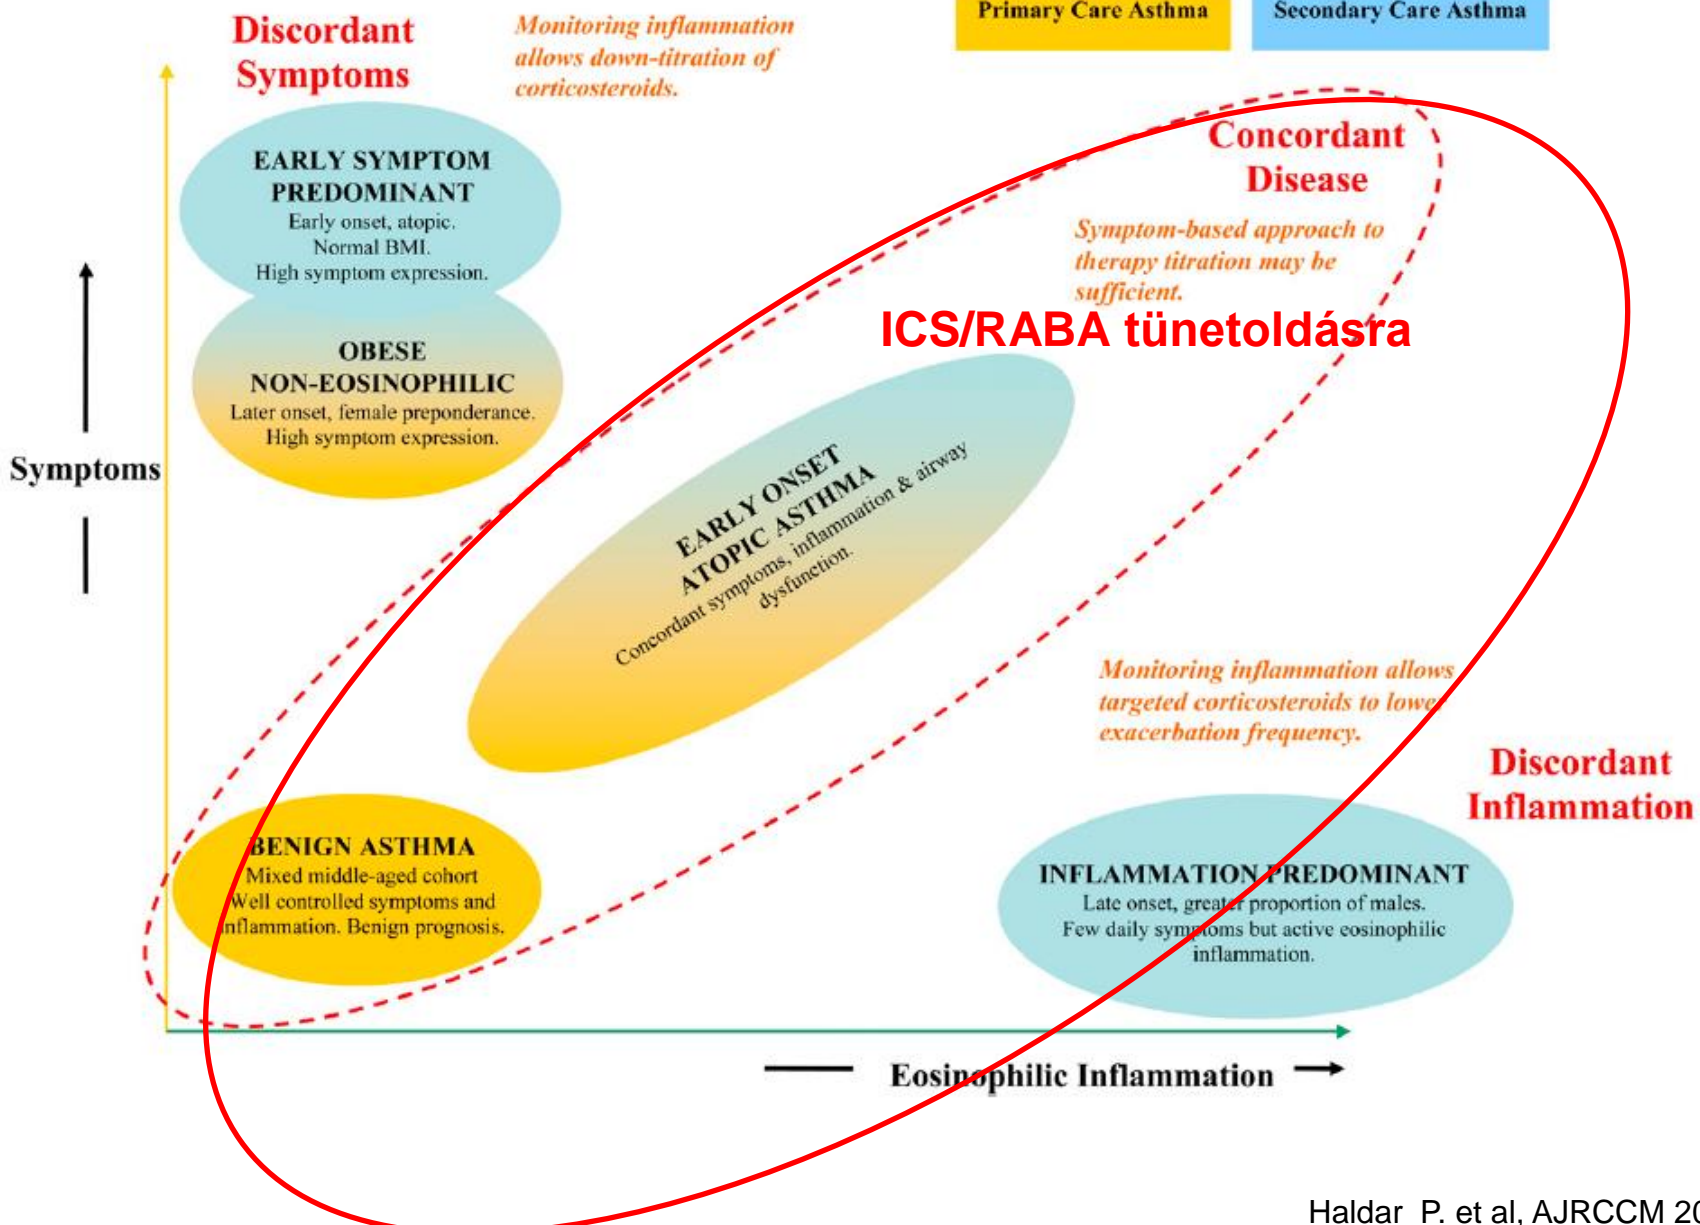 Primary Care Asthma
Secondary Care Asthma
Discordant
Symptoms
Monitoring inflammation
allows down-titration of
corticosteroids.
EARLY SYMPTOM
PREDOMINANT
Early onset, atopic.
Normal BMI.
High symptom expression.
OBESE
NON-EOSINOPHILIC
Later onset, female preponderance.
High symptom expression.
Symptoms
Concordant
Disease
Symptom-based approach to
therapy titration may be
sufficient.
ICS/RABA tünetoldásra
EARLY ONSET
ATOPIC ASTHMA
Concordant symptoms, inflammation & airway
dysfunction.
Monitoring inflammation allows
targeted corticosteroids to lower
exacerbation frequency.
Discordant
Inflammation
BENIGN ASTHMA
Mixed middle-aged cohort
Well controlled symptoms and
inflammation. Benign prognosis.
INFLAMMATION PREDOMINANT
Late onset, greater proportion of males.
Few daily symptoms but active eosinophilic
inflammation.
Eosinophilic Inflammation
Haldar P. et al, AJRCCM 20